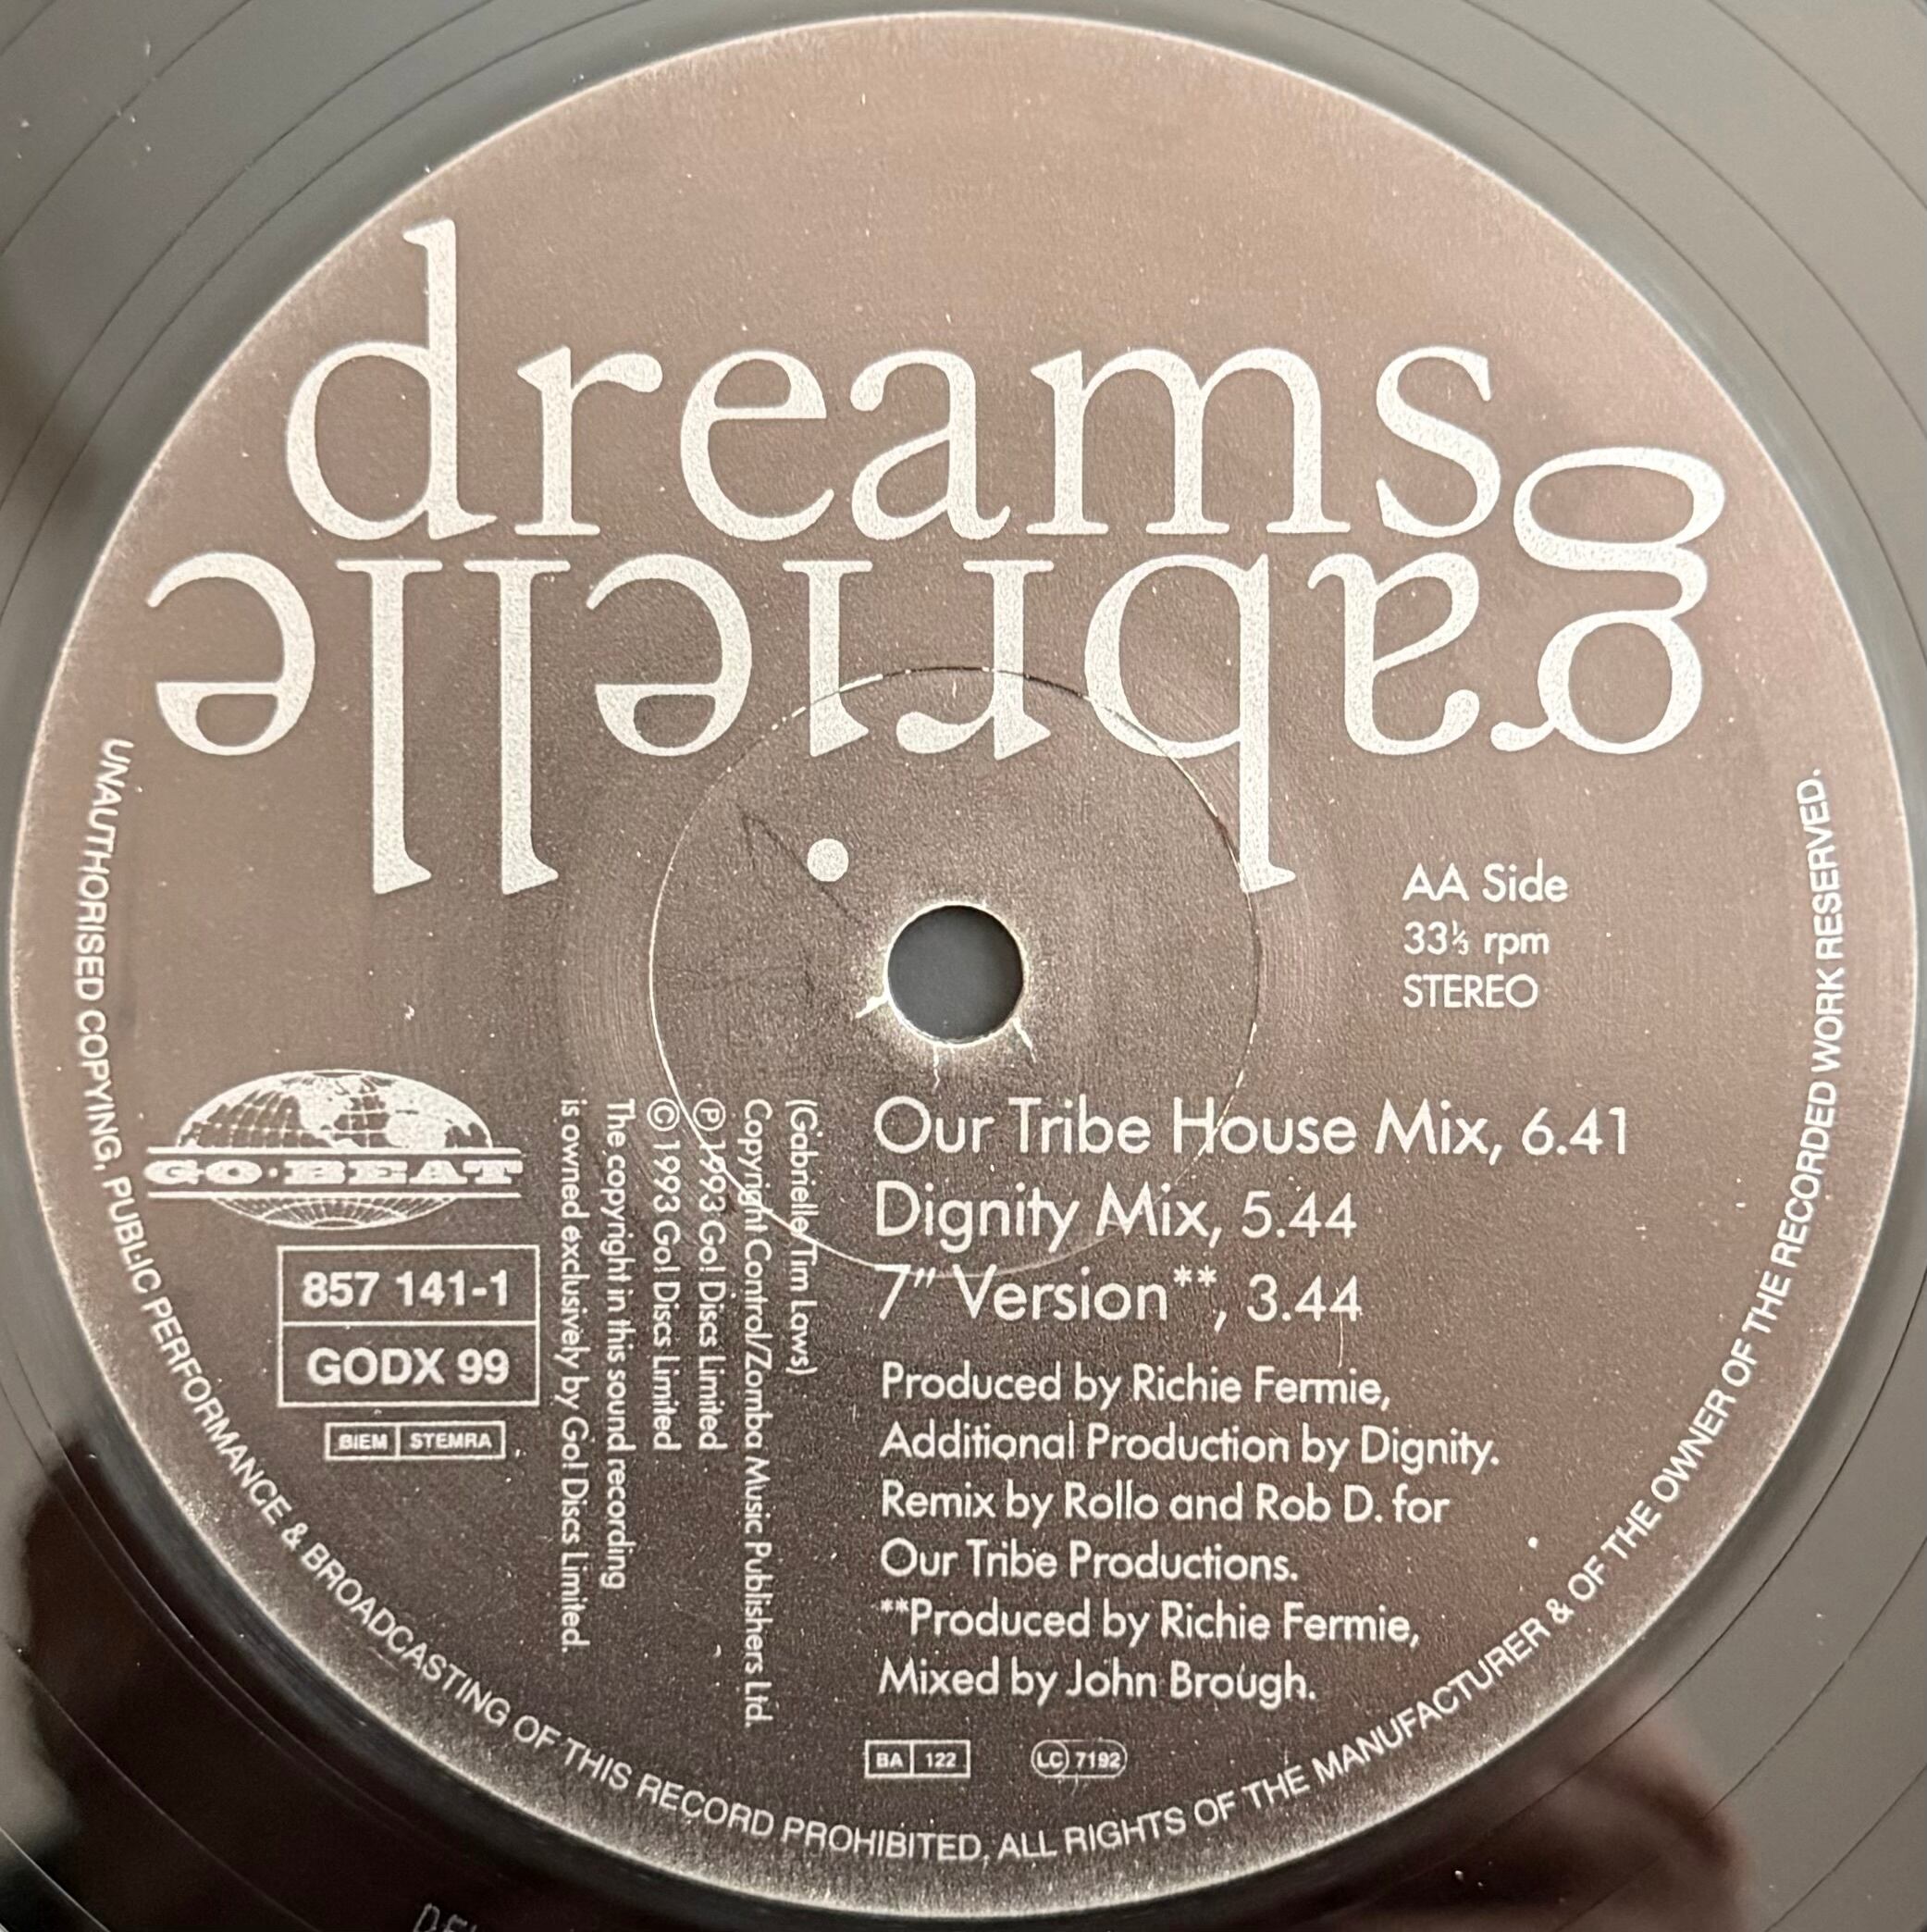 dreams
gabrielle
AA Side
33⅓ rpm
STEREO
GO·BEAT
857 141-1
GODX 99
BIEM STEMRA
(Gabrielle/Tim Laws)
Copyright Control/Zomba Music Publishers Ltd.
℗ 1993 Go! Discs Limited
© 1993 Go! Discs Limited
The copyright in this sound recording
is owned exclusively by Go! Discs Limited.
Our Tribe House Mix, 6.41
Dignity Mix, 5.44
7" Version**, 3.44
Produced by Richie Fermie,
Additional Production by Dignity.
Remix by Rollo and Rob D. for
Our Tribe Productions.
**Produced by Richie Fermie,
Mixed by John Brough.
BA 122
LC 7192
UNAUTHORISED COPYING, PUBLIC PERFORMANCE & BROADCASTING OF THIS RECORD PROHIBITED, ALL RIGHTS OF THE MANUFACTURER & OF THE OWNER OF THE RECORDED WORK RESERVED.